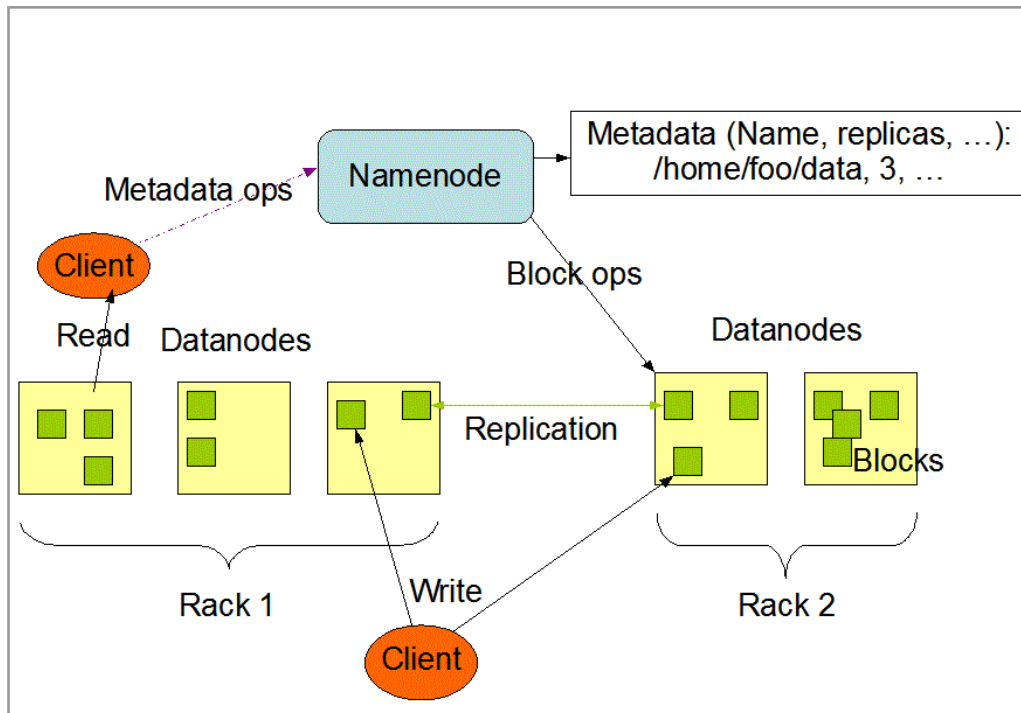 Metadata (Name, replicas, …):
/home/foo/data, 3, …
Namenode
Metadata ops
Client
Block ops
Read
Datanodes
Datanodes
Replication
Blocks
Rack 1
Write
Rack 2
Client